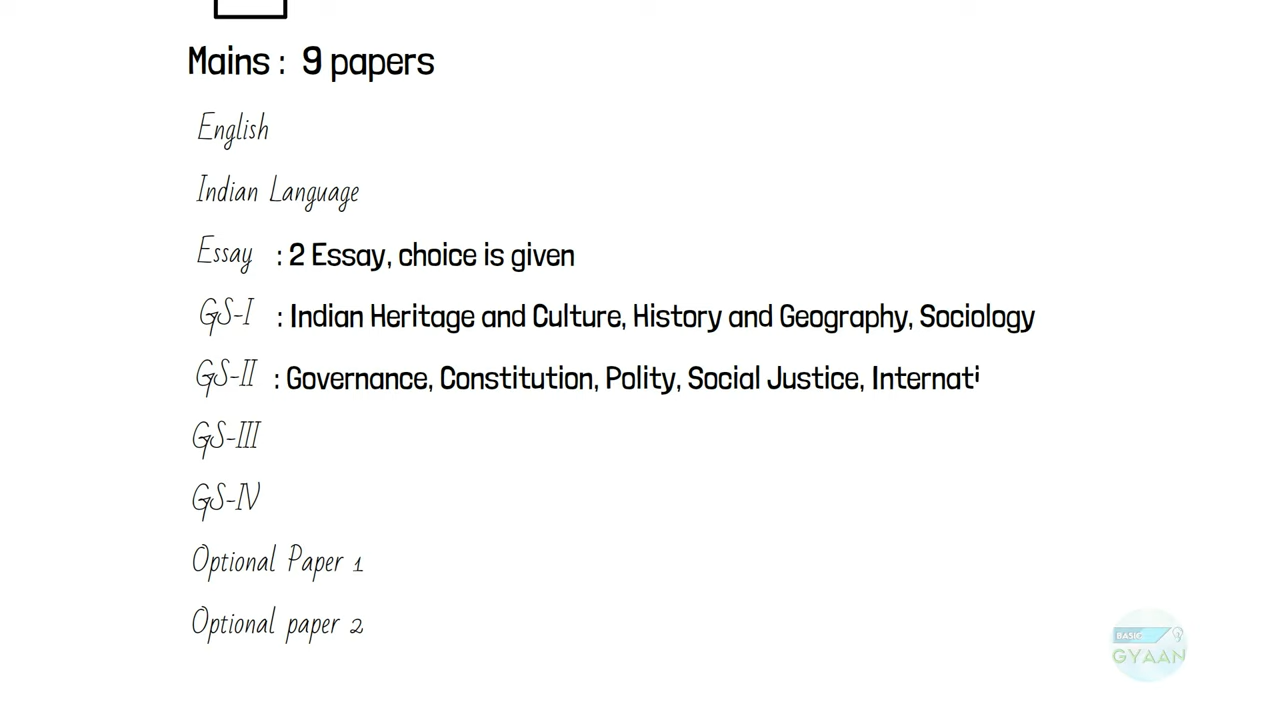 Mains : 9 papers
English
Indian Language
Essay : 2 Essay, choice is given
GS-I : Indian Heritage and Culture, History and Geography, Sociology
GS-II : Governance, Constitution, Polity, Social Justice, Internati
GS-III
GS-IV
Optional Paper 1
Optional paper 2
BASIC
GYAAN